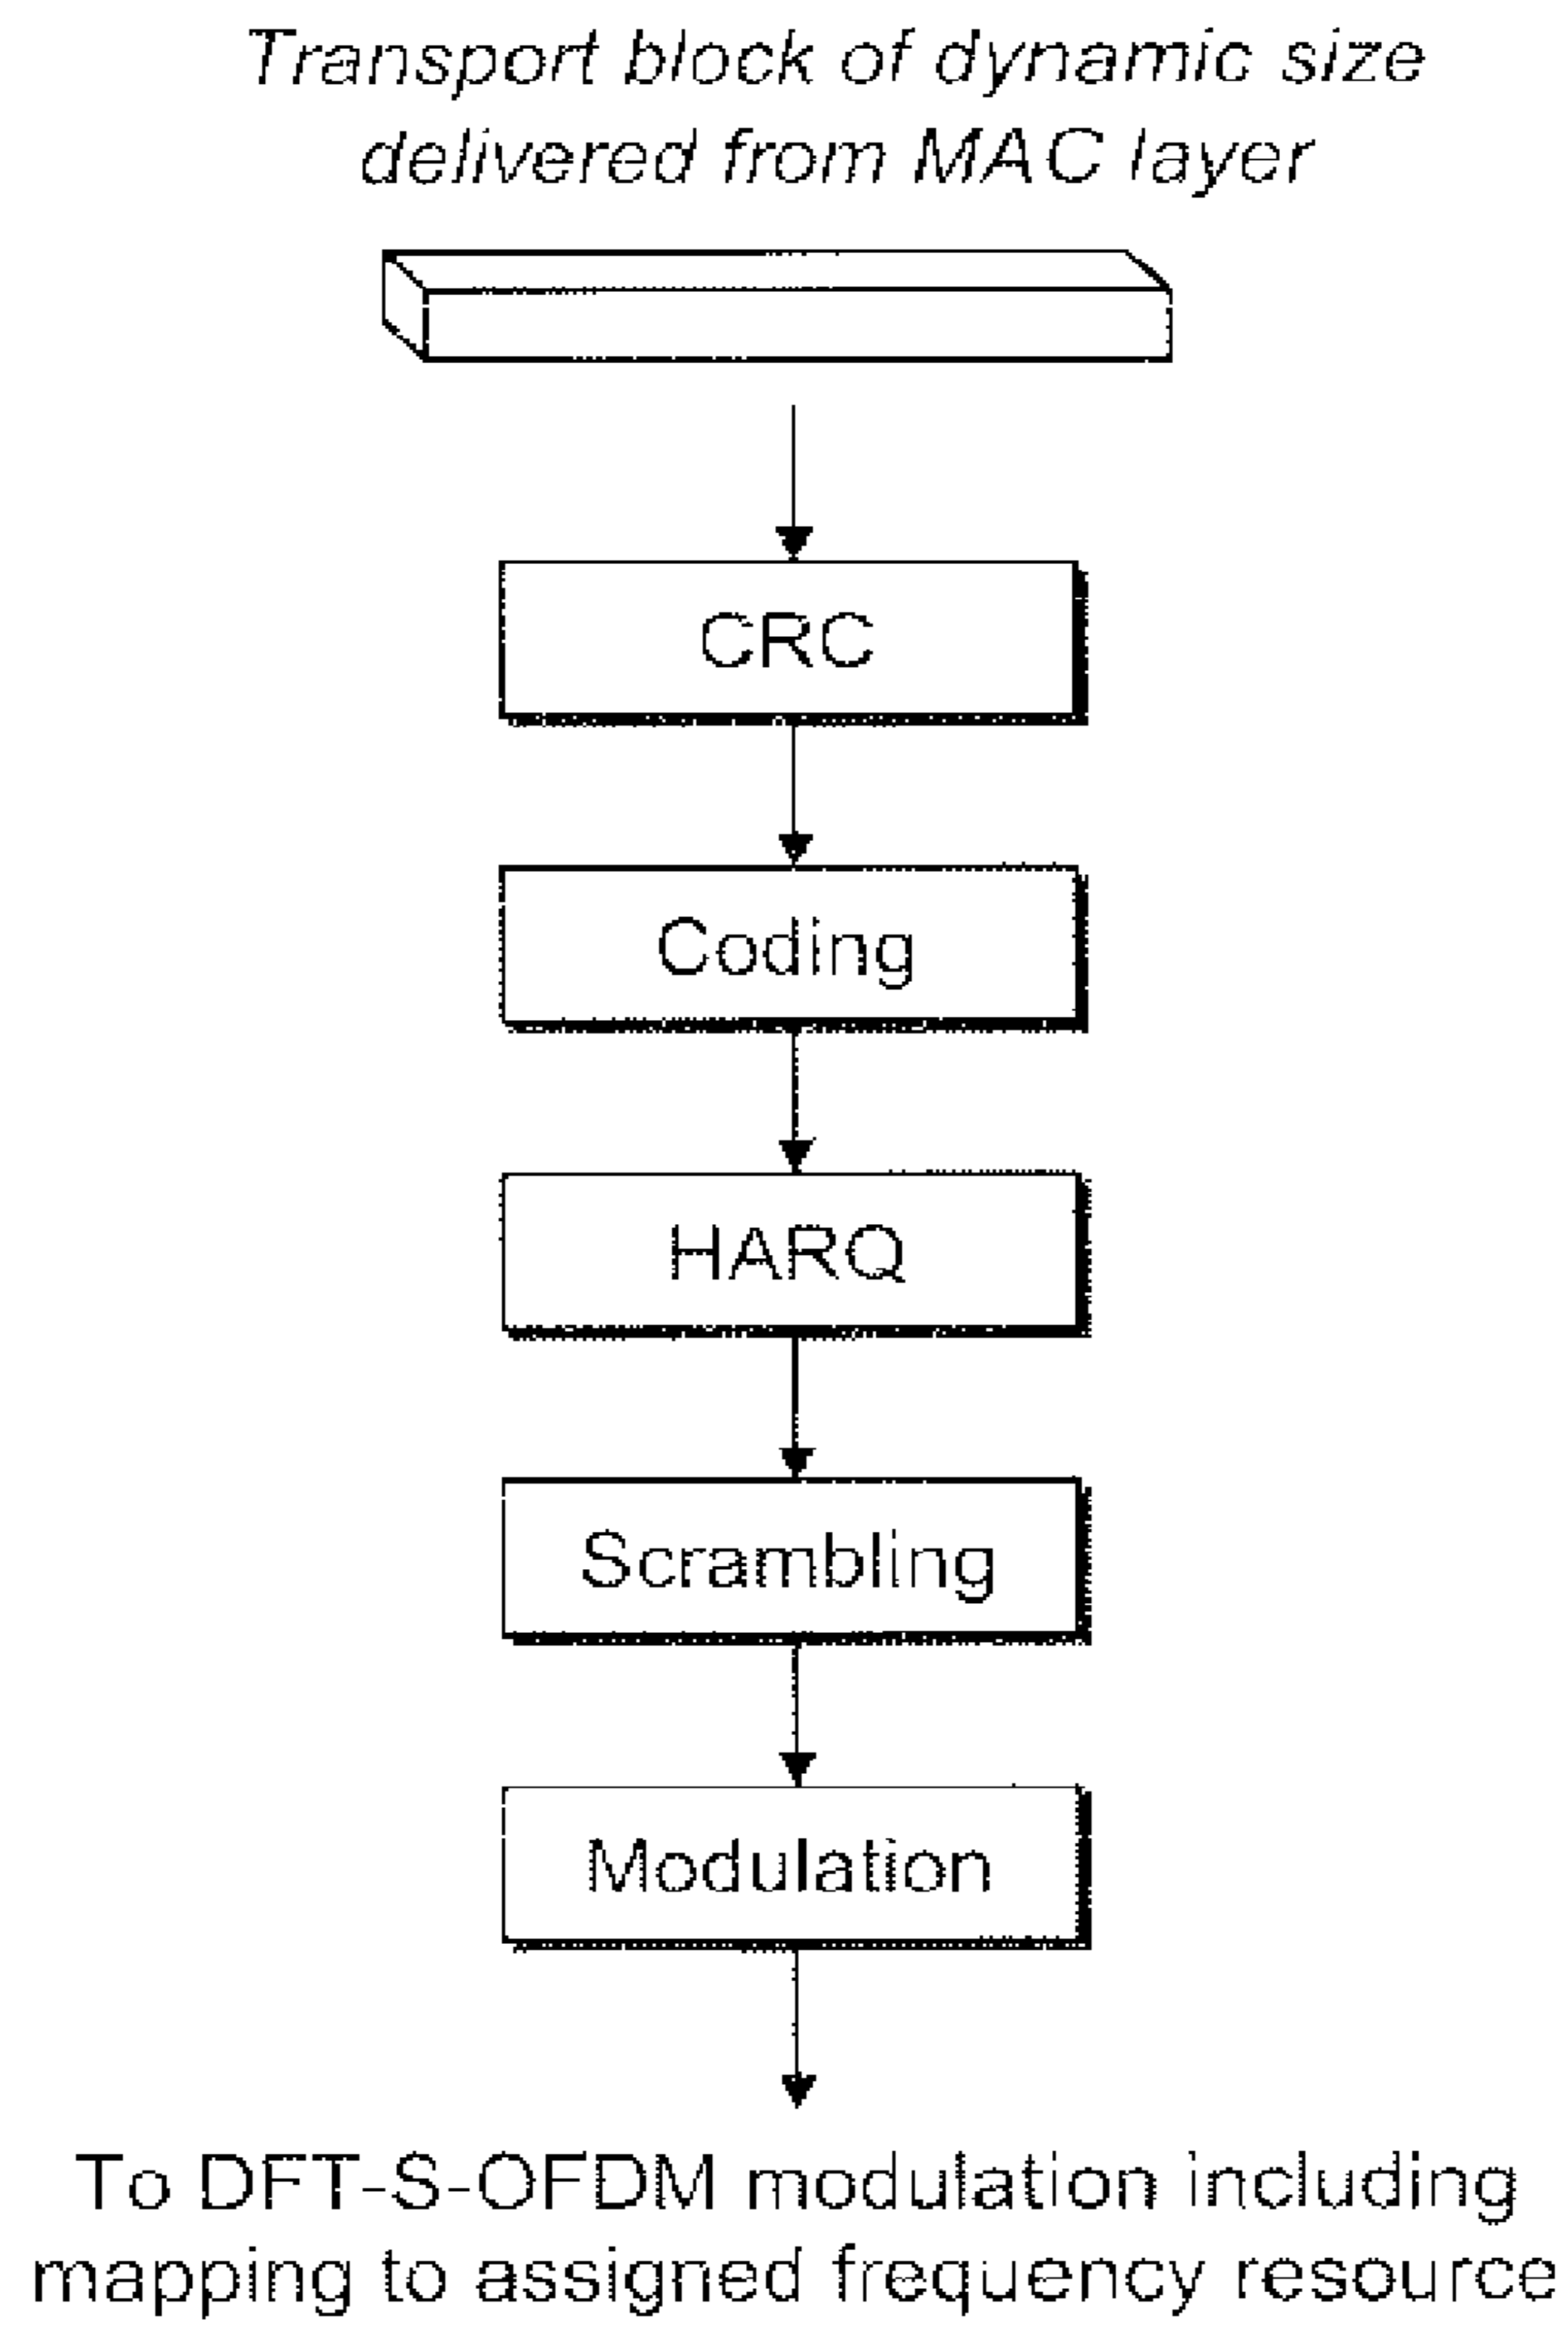 Transport block of dynamic size
delivered from MAC layer
CRC
Coding
HARQ
Scrambling
Modulation
To DFT-S-OFDM modulation including
mapping to assigned frequency resource